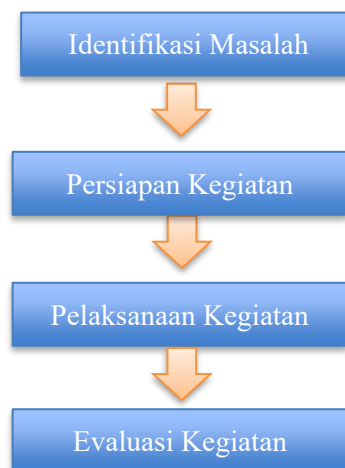 Identifikasi Masalah
Persiapan Kegiatan
Pelaksanaan Kegiatan
Evaluasi Kegiatan